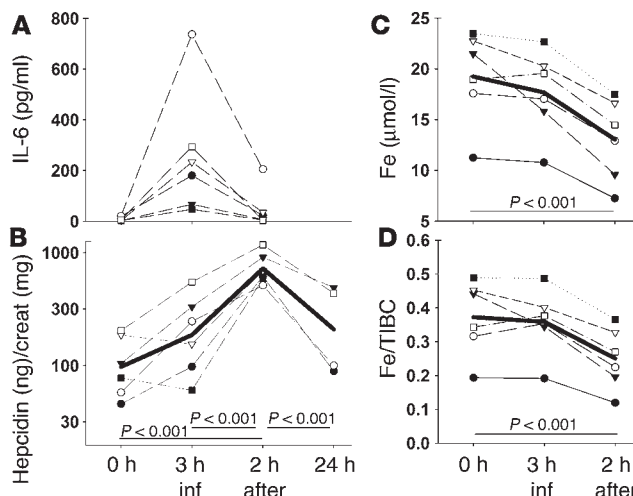 A
IL-6 (pg/ml)
800
600
400
200
0
B
Hepcidin (ng)/creat (mg)
1000
300
100
30
P < 0.001
P < 0.001
P < 0.001
0 h
3 h
inf
2 h
after
24 h
C
Fe (μmol/l)
25
20
15
10
5
P < 0.001
D
Fe/TIBC
0.6
0.5
0.4
0.3
0.2
0.1
0.0
P < 0.001
0 h
3 h
inf
2 h
after